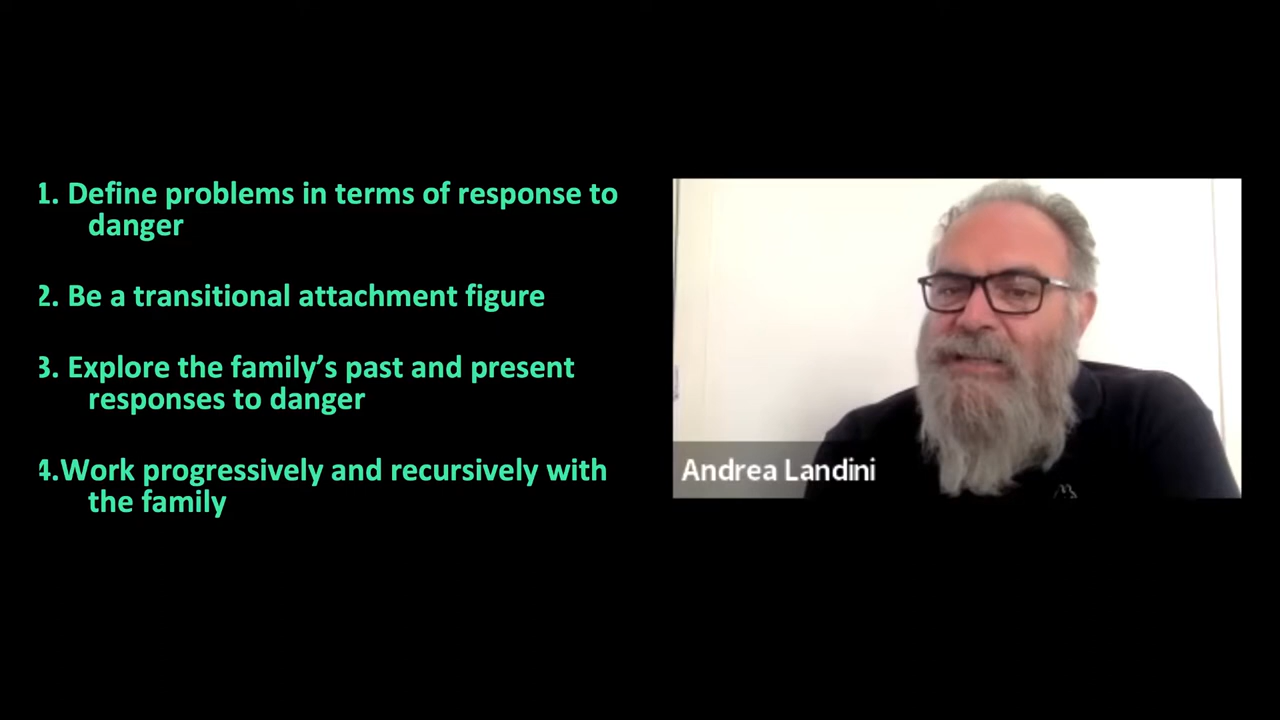 1. Define problems in terms of response to
danger
2. Be a transitional attachment figure
3. Explore the family’s past and present
responses to danger
4.Work progressively and recursively with
the family
Andrea Landini